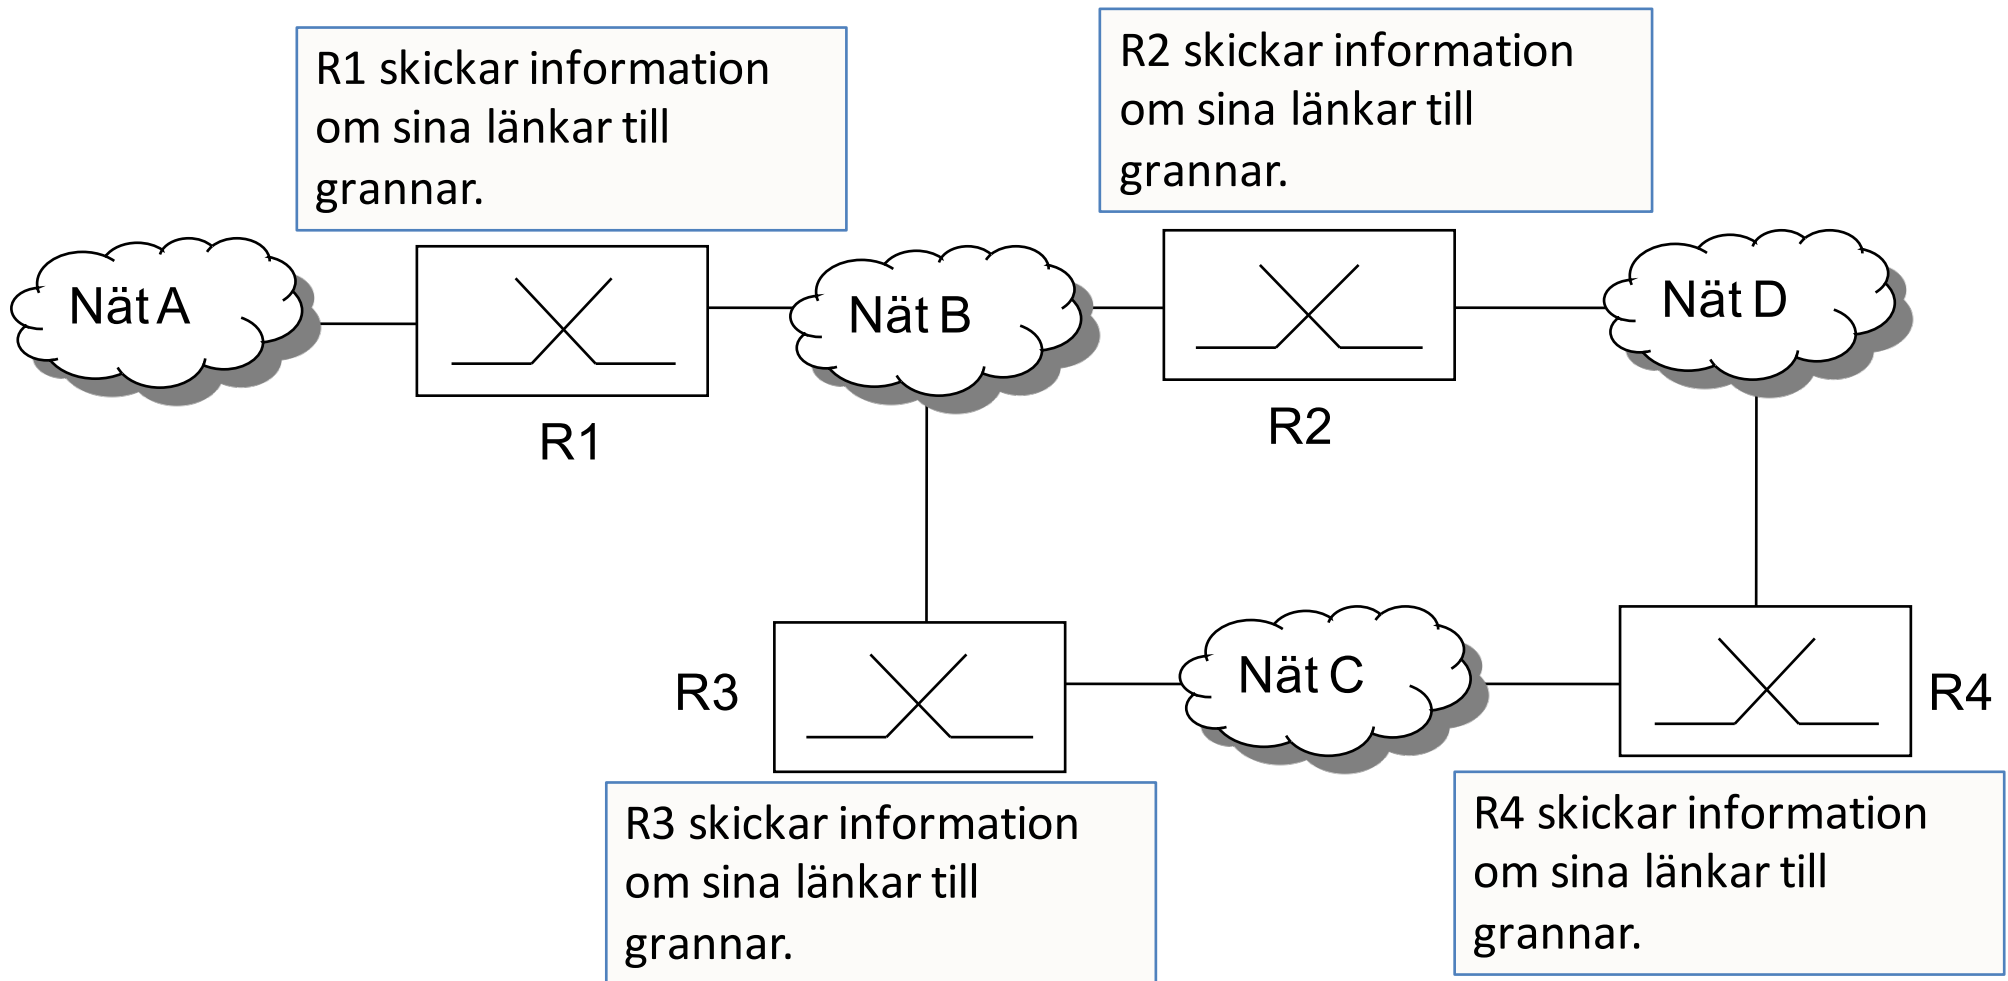 R1 skickar information
om sina länkar till
grannar.
R2 skickar information
om sina länkar till
grannar.
Nät A
Nät B
Nät D
R1
R2
R3
Nät C
R4
R3 skickar information
om sina länkar till
grannar.
R4 skickar information
om sina länkar till
grannar.